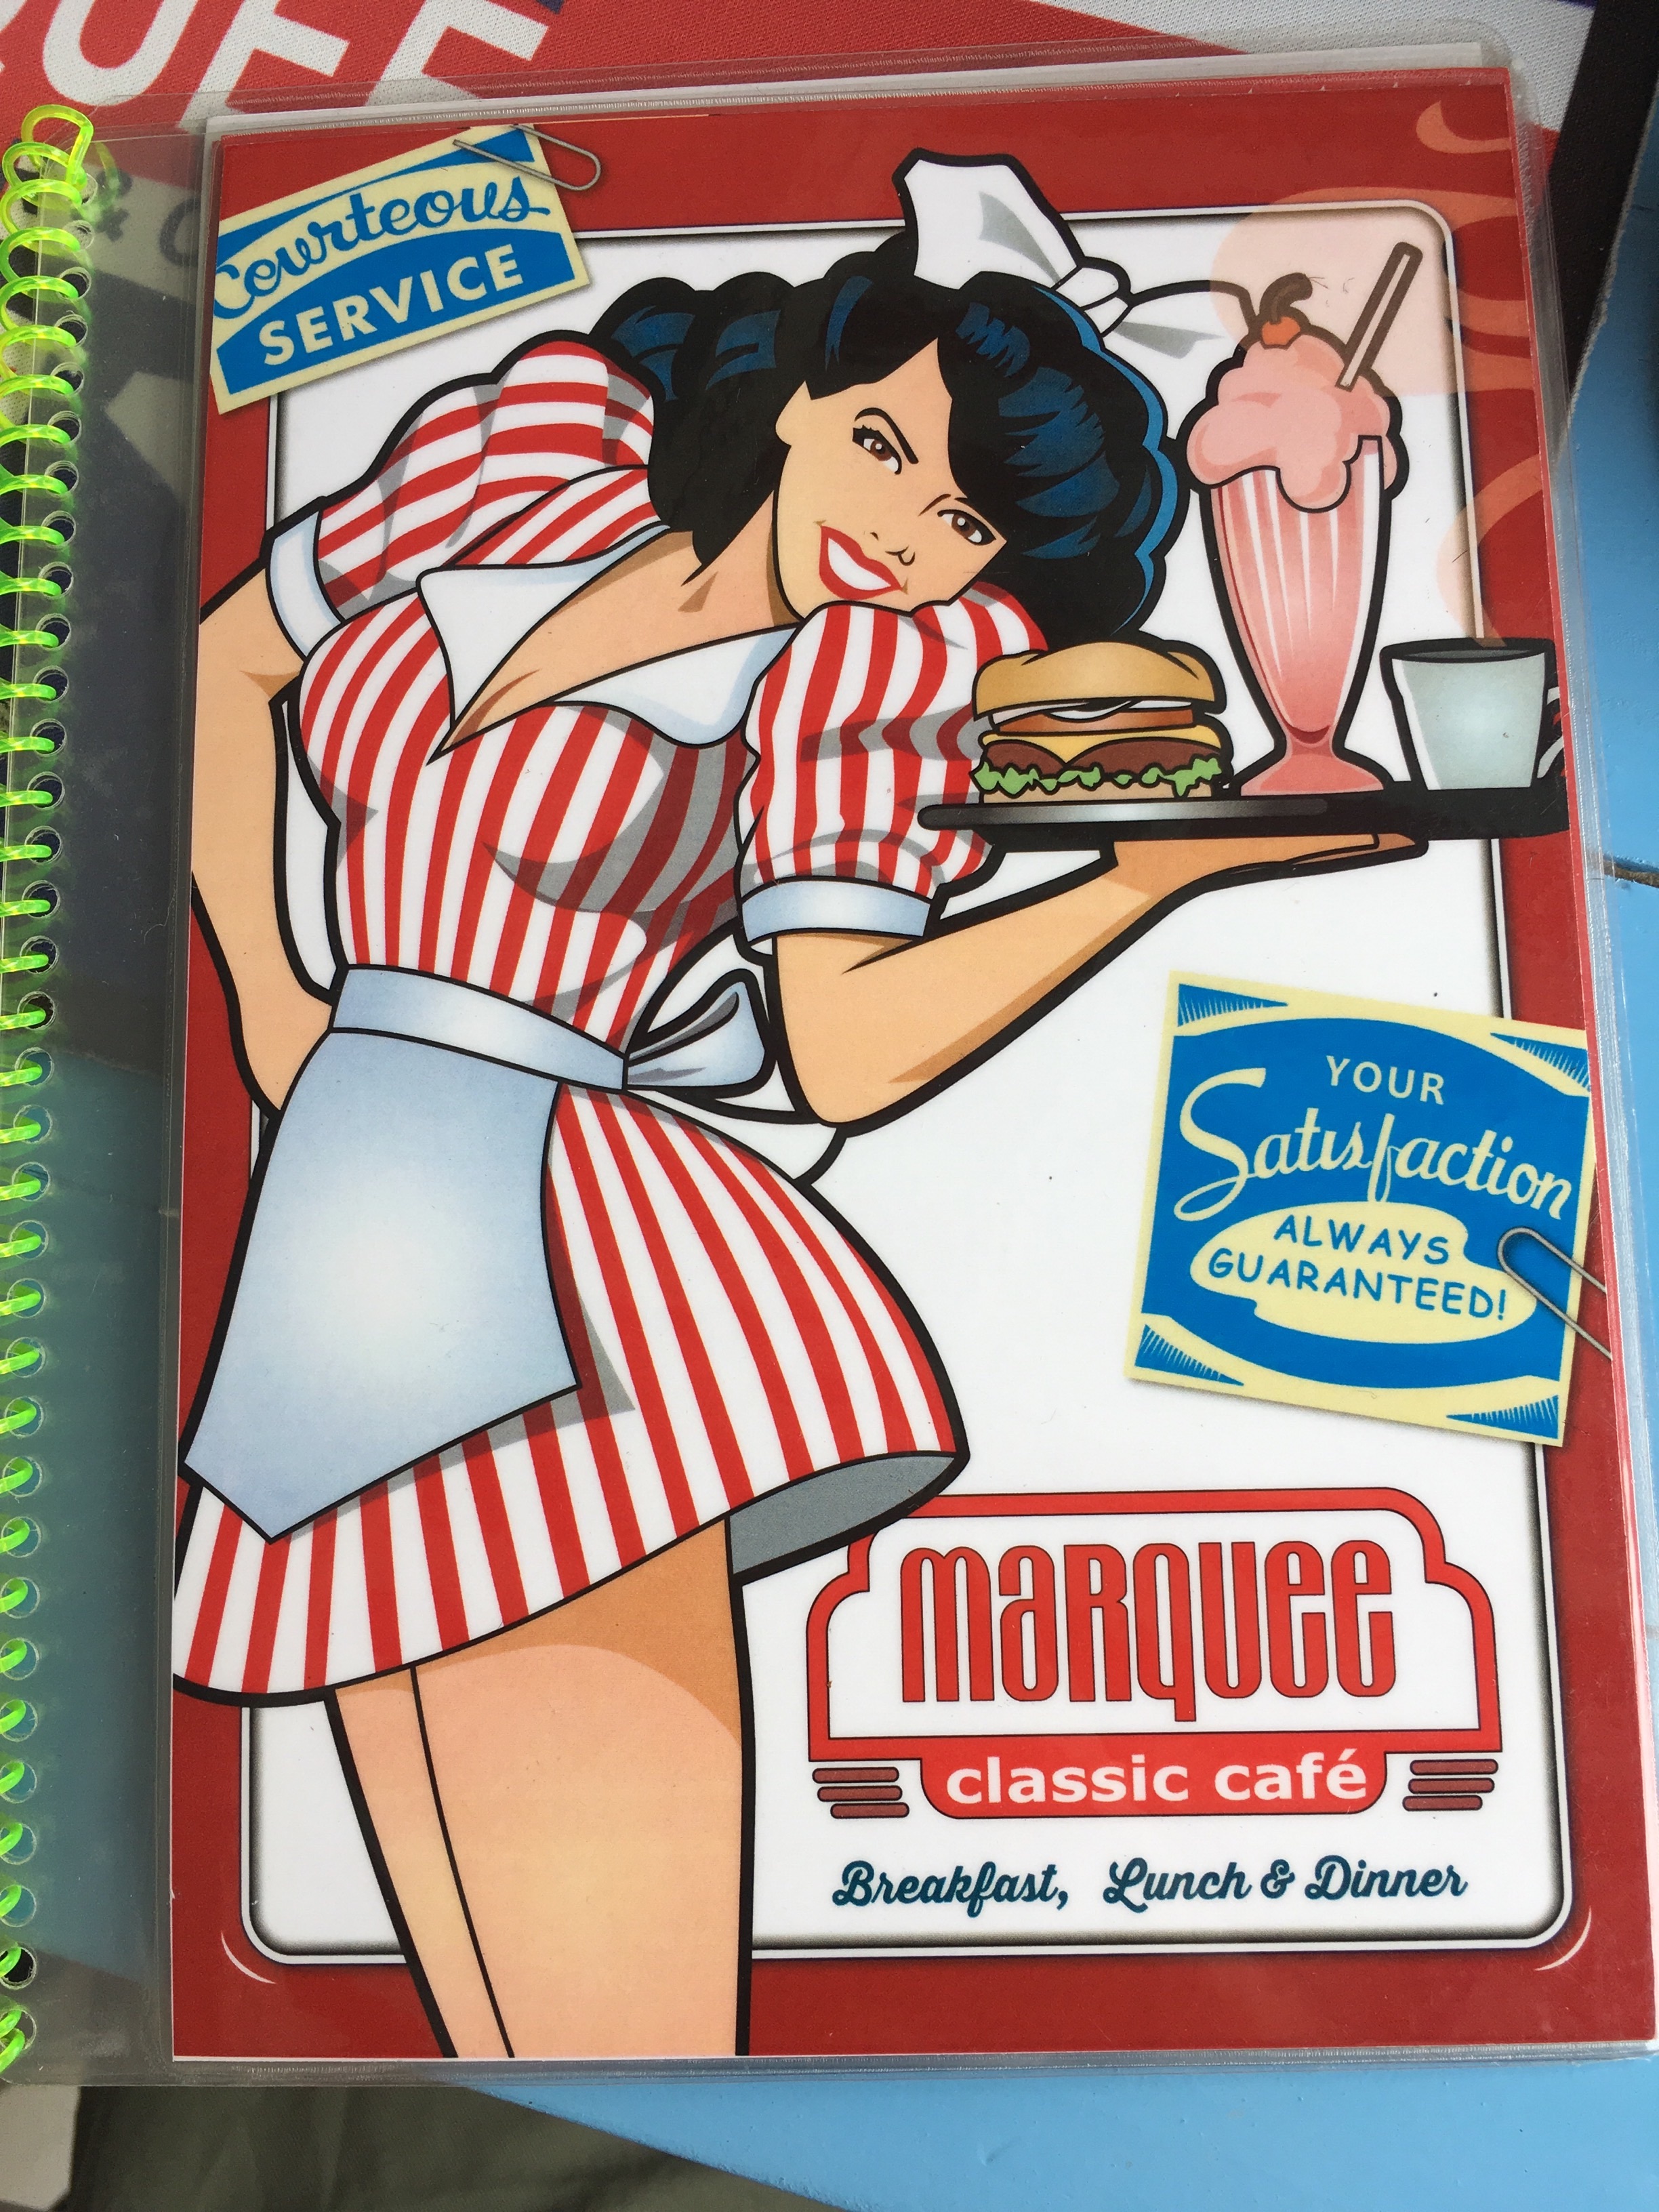 Courteous
SERVICE
YOUR
Satisfaction
ALWAYS
GUARANTEED!
marquee
classic café
Breakfast, Lunch & Dinner